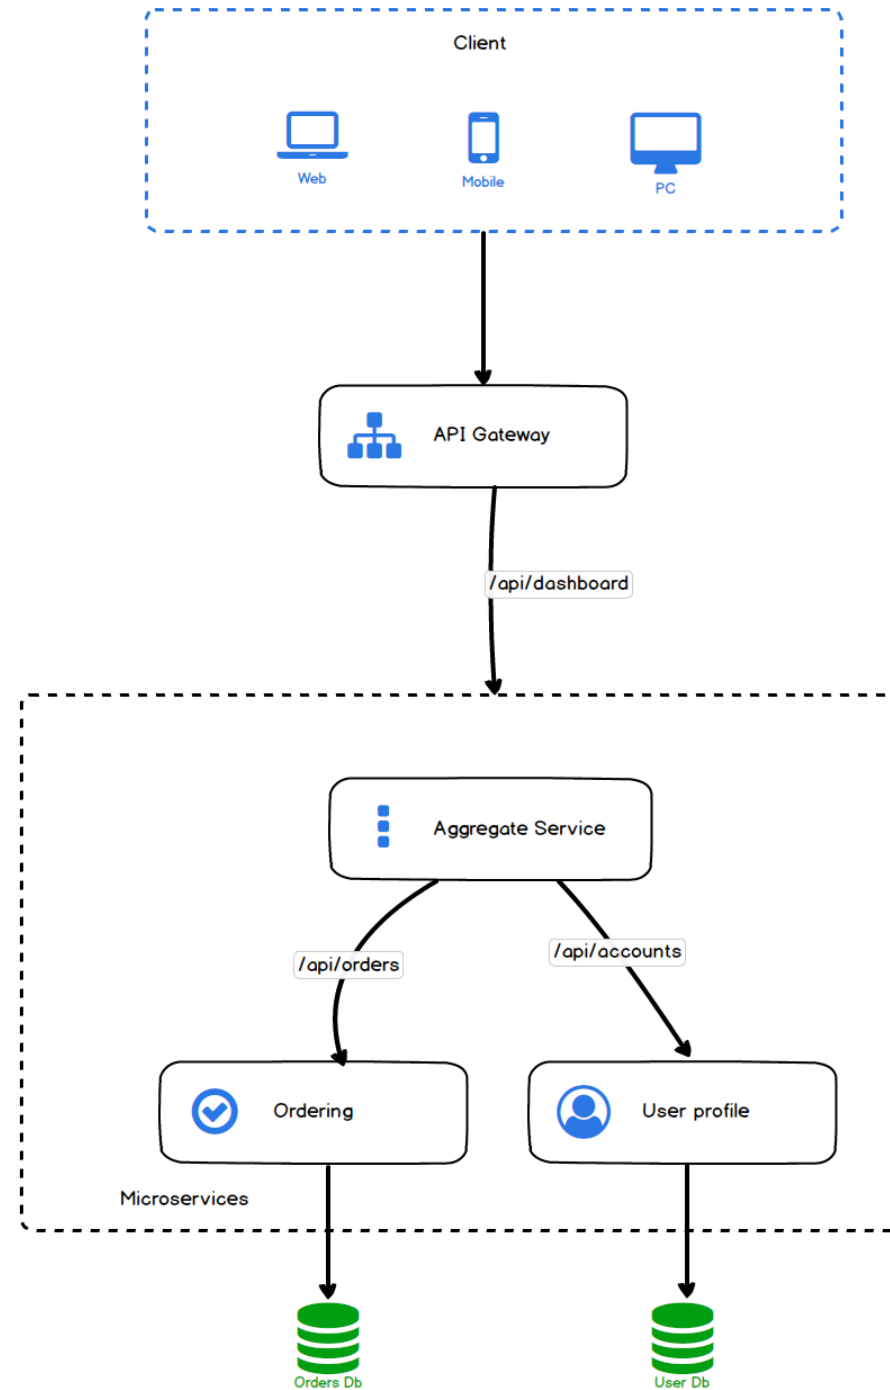 Client
Web
Mobile
PC
API Gateway
/api/dashboard
Aggregate Service
/api/orders
/api/accounts
Ordering
User profile
Microservices
Orders Db
User Db